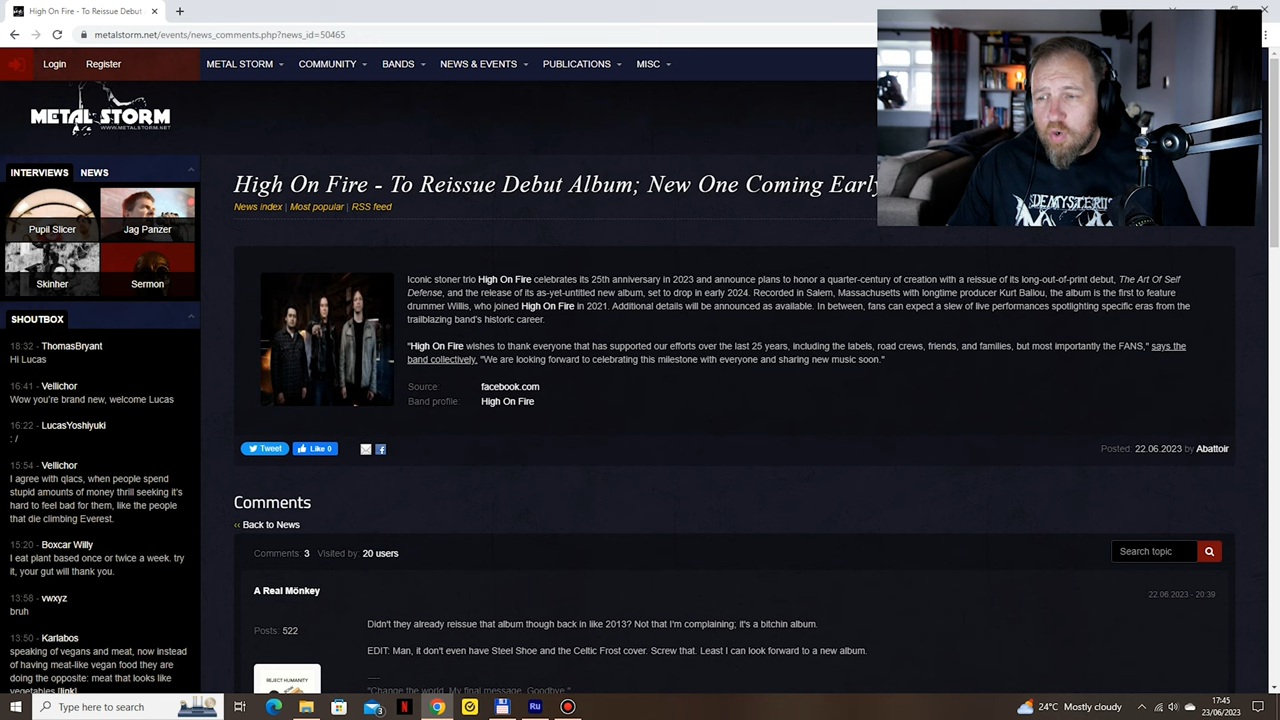 High On Fire - To Reissue Debut
metalstorm.net/events/news_comments.php?news_id=50465
Login
Register
METAL STORM
COMMUNITY
BANDS
NEWS & EVENTS
PUBLICATIONS
MISC
METAL STORM
WWW.METALSTORM.NET
INTERVIEWS
NEWS
Pupil Slicer
Jag Panzer
Skinher
Sermon
SHOUTBOX
18:32 - ThomasBryant
Hi Lucas
16:41 - Vellichor
Wow you're brand new, welcome Lucas
16:22 - LucasYoshiyuki
: /
15:54 - Vellichor
I agree with qlacs, when people spend
stupid amounts of money thrill seeking it's
hard to feel bad for them, like the people
that die climbing Everest.
15:20 - Boxcar Willy
I eat plant based once or twice a week. try
it, your gut will thank you.
13:58 - vwxyz
bruh
13:50 - Karlabos
speaking of vegans and meat, now instead
of having meat-like vegan food they are
doing the opposite: meat that looks like
vegetables [link]
High On Fire - To Reissue Debut Album; New One Coming Early
News index | Most popular | RSS feed
Iconic stoner trio High On Fire celebrates its 25th anniversary in 2023 and announce plans to honor a quarter-century of creation with a reissue of its long-out-of-print debut, The Art Of Self
Defense, and the release of its as-yet-untitled new album, set to drop in early 2024. Recorded in Salem, Massachusetts with longtime producer Kurt Ballou, the album is the first to feature
drummer Willis, who joined High On Fire in 2021. Additional details will be announced as available. In between, fans can expect a slew of live performances spotlighting specific eras from the
trailblazing band's historic career.
"High On Fire wishes to thank everyone that has supported our efforts over the last 25 years, including the labels, road crews, friends, and families, but most importantly the FANS," says the
band collectively. "We are looking forward to celebrating this milestone with everyone and sharing new music soon."
Source: facebook.com
Band profile: High On Fire
Tweet
Like 0
Posted: 22.06.2023 by Abattoir
Comments
‹‹ Back to News
Comments: 3 Visited by: 20 users
Search topic
A Real Mönkey
22.06.2023 - 20:39
Posts: 522
Didn't they already reissue that album though back in like 2013? Not that I'm complaining; it's a bitchin album.
EDIT: Man, it don't even have Steel Shoe and the Celtic Frost cover. Screw that. Least I can look forward to a new album.
----
"Change the world. My final message. Goodbye."
REJECT HUMANITY
Type here to search
3
N
Ru
24°C Mostly cloudy
17:45
23/06/2023